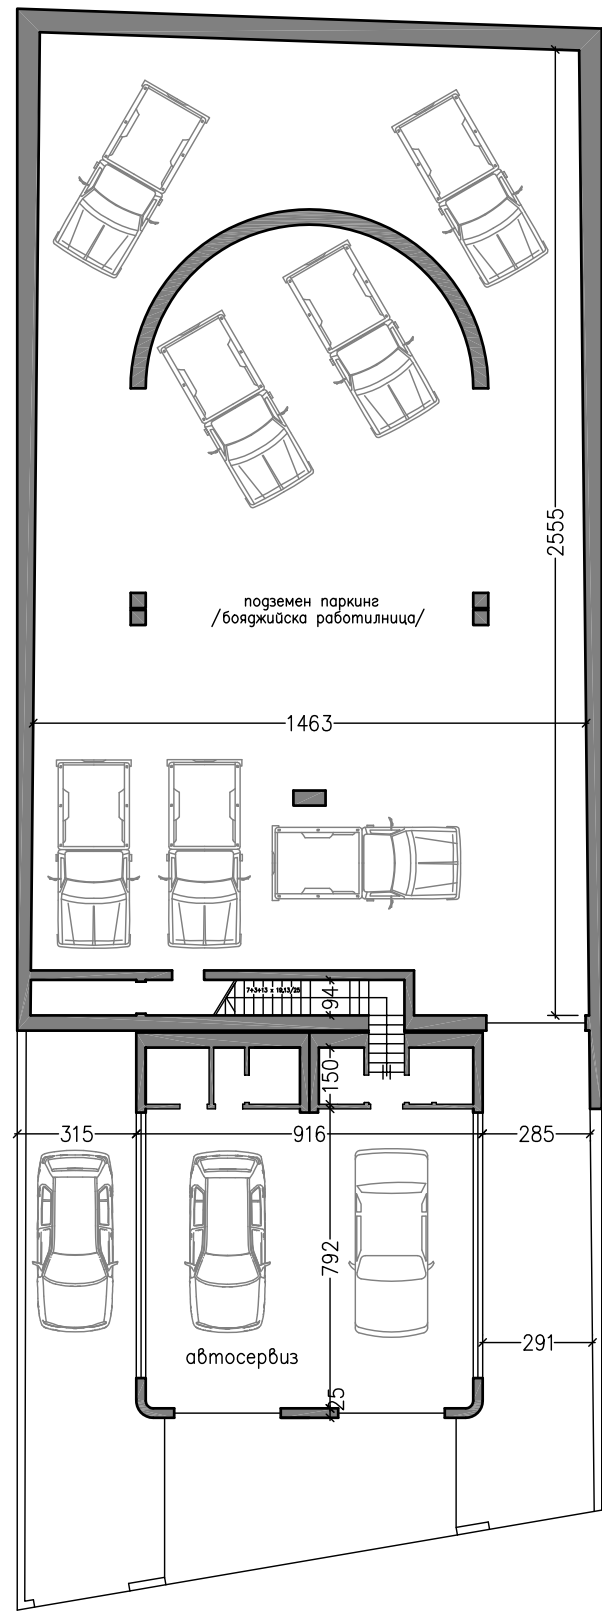 2555
подземен паркинг
/бояджийска работилница/
1463
7+3+13 x 19,13/25
94
150
315
916
285
792
291
автосервиз
25